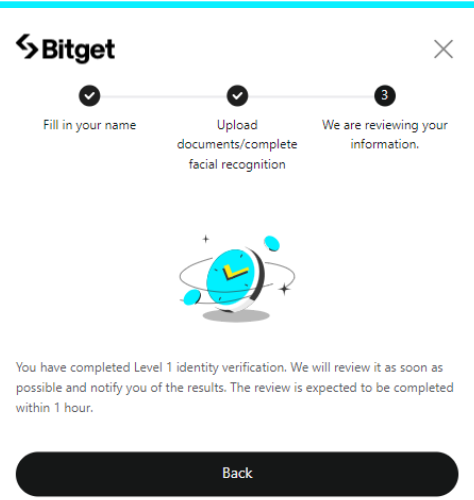 Bitget
3
Fill in your name
Upload
documents/complete
facial recognition
We are reviewing your
information.
You have completed Level 1 identity verification. We will review it as soon as
possible and notify you of the results. The review is expected to be completed
within 1 hour.
Back